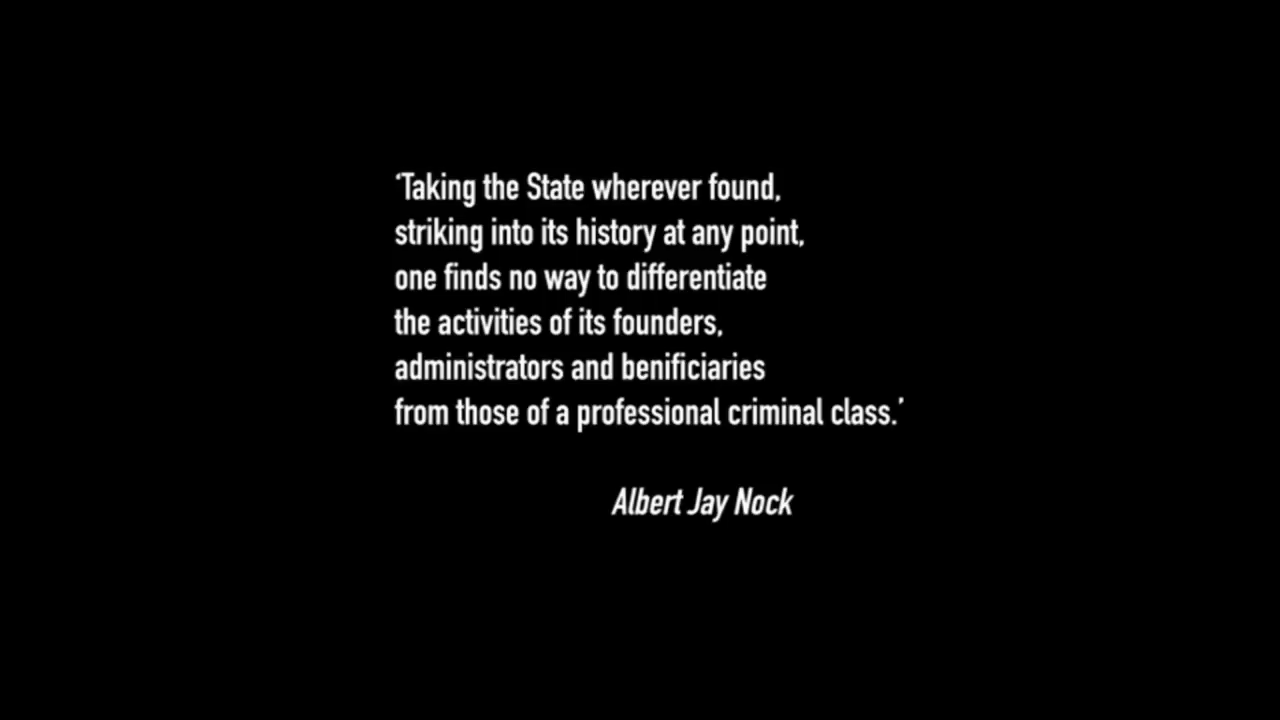 ‘Taking the State wherever found,
striking into its history at any point,
one finds no way to differentiate
the activities of its founders,
administrators and benificiaries
from those of a professional criminal class.’
Albert Jay Nock